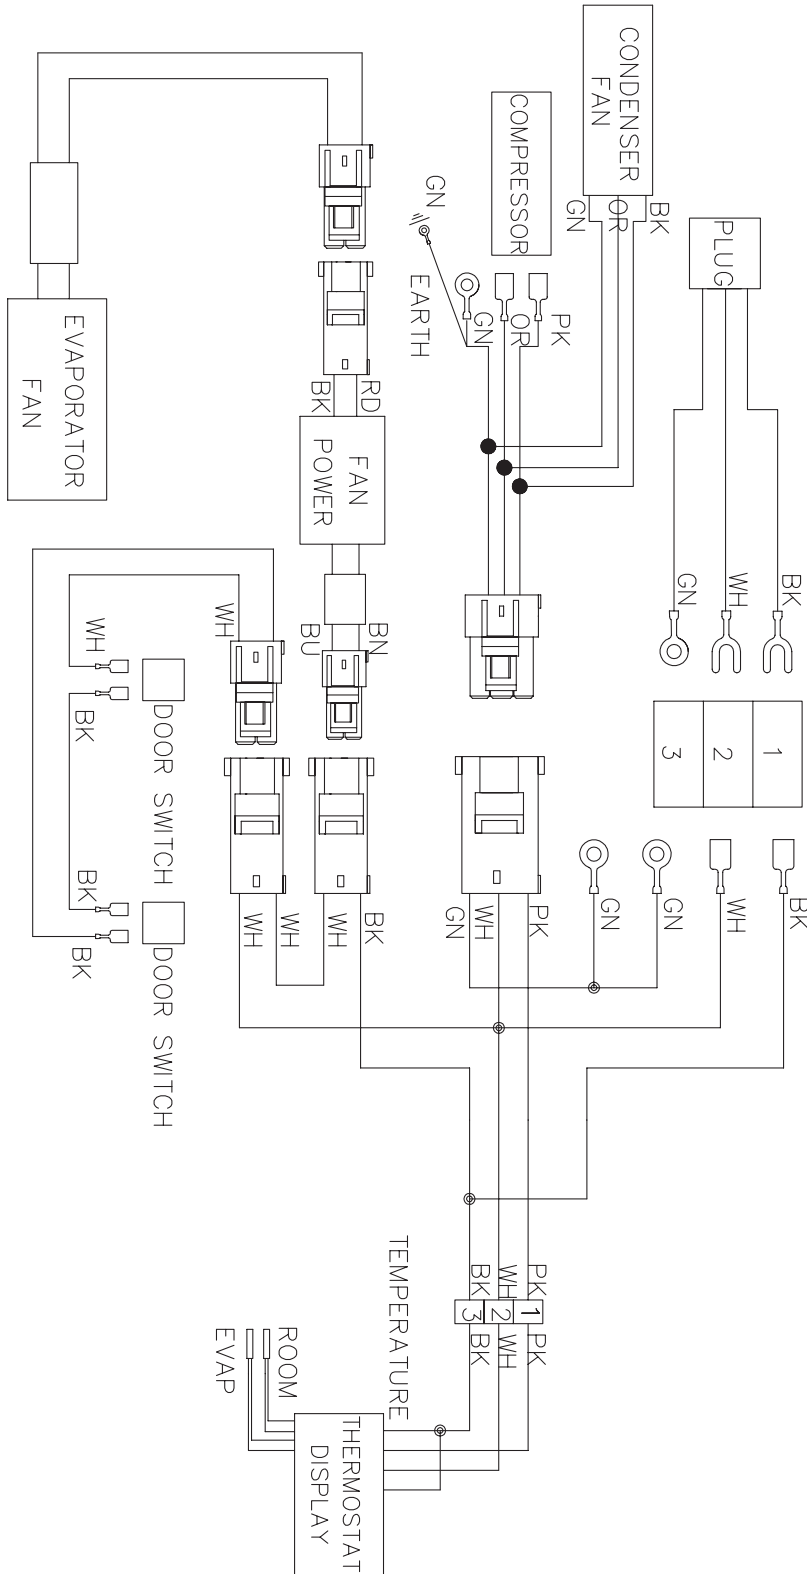 CONDENSER
FAN
COMPRESSOR
GN
OR
BK
GN
EARTH
GN
OR
PK
PLUG
EVAPORATOR
FAN
BK
RD
FAN
POWER
BU
BN
GN
WH
BK
3
2
1
WH
WH
BK
DOOR SWITCH
BK
BK
DOOR SWITCH
WH
WH
WH
BK
GN
WH
PK
GN
GN
WH
BK
BK
WH
PK
3
2
1
BK
WH
PK
EVAP
ROOM
TEMPERATURE
THERMOSTAT
DISPLAY